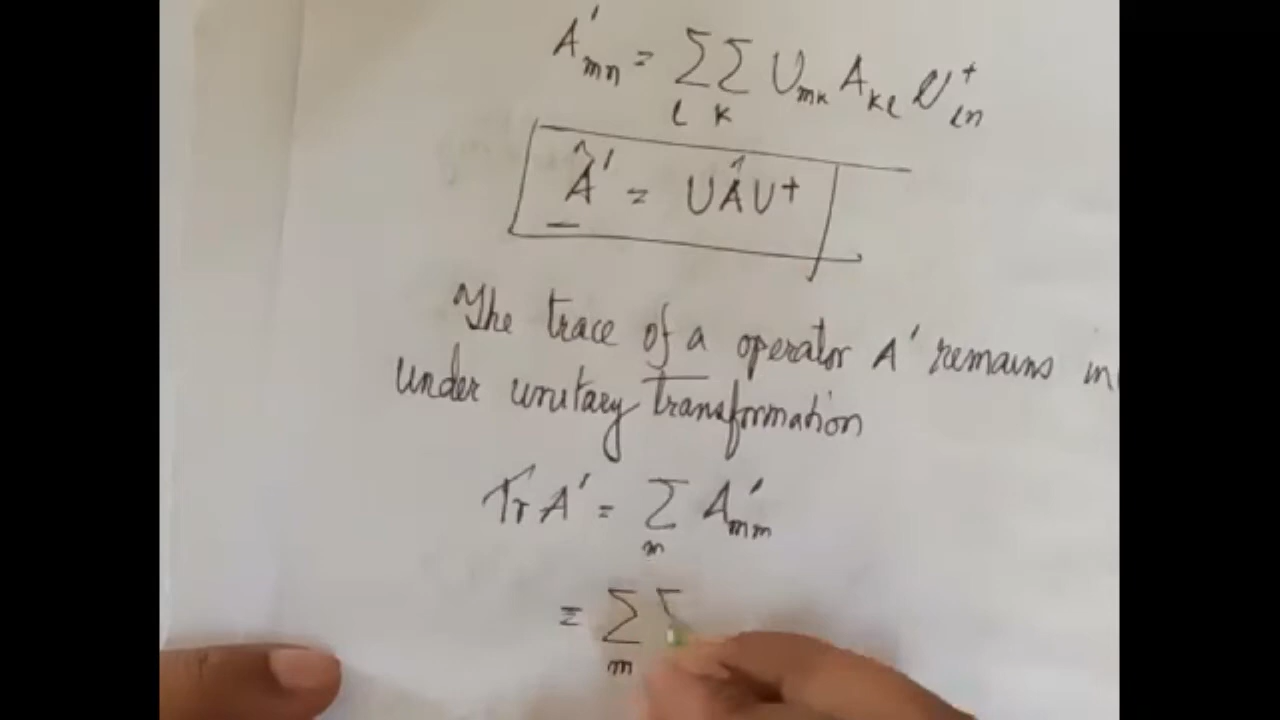 A'mn = Σ Σ Umk Akl U†ln
l k
Â' = UÂU†
The trace of a operator A' remains in
under unitary transformation
Tr A' = Σ A'mm
m
= Σ Σ
m